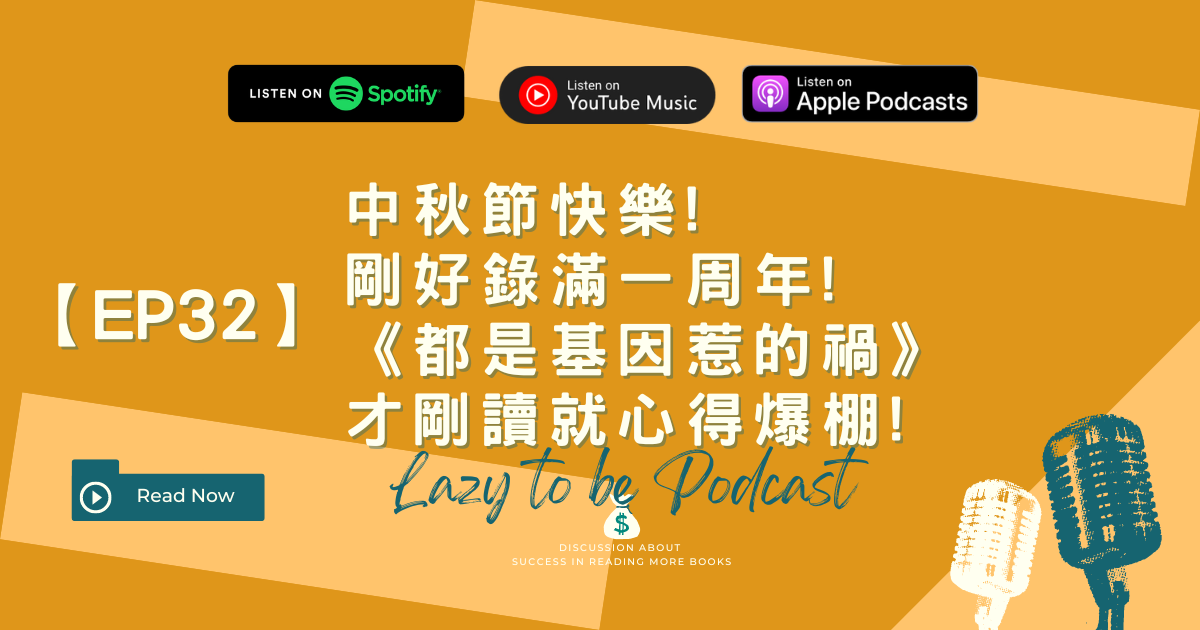 LISTEN ON Spotify
Listen on
YouTube Music
Listen on
Apple Podcasts
【EP32】
中秋節快樂!
剛好錄滿一周年!
《都是基因惹的禍》
才剛讀就心得爆棚!
Read Now
Lazy to be Podcast
$
DISCUSSION ABOUT
SUCCESS IN READING MORE BOOKS